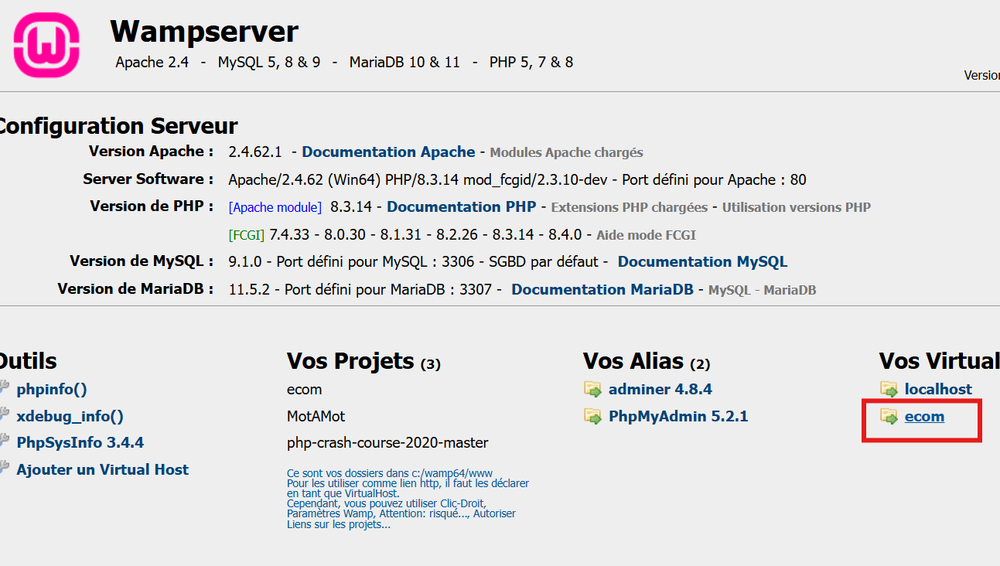 Wampserver
Apache 2.4 - MySQL 5, 8 & 9 - MariaDB 10 & 11 - PHP 5, 7 & 8
Version
Configuration Serveur
Version Apache : 2.4.62.1 - Documentation Apache - Modules Apache chargés
Server Software : Apache/2.4.62 (Win64) PHP/8.3.14 mod_fcgid/2.3.10-dev - Port défini pour Apache : 80
Version de PHP : [Apache module] 8.3.14 - Documentation PHP - Extensions PHP chargées - Utilisation versions PHP
[FCGI] 7.4.33 - 8.0.30 - 8.1.31 - 8.2.26 - 8.3.14 - 8.4.0 - Aide mode FCGI
Version de MySQL : 9.1.0 - Port défini pour MySQL : 3306 - SGBD par défaut - Documentation MySQL
Version de MariaDB : 11.5.2 - Port défini pour MariaDB : 3307 - Documentation MariaDB - MySQL - MariaDB
Outils
phpinfo()
xdebug_info()
PhpSysInfo 3.4.4
Ajouter un Virtual Host
Vos Projets (3)
ecom
MotAMot
php-crash-course-2020-master
Ce sont vos dossiers dans c:/wamp64/www
Pour les utiliser comme lien http, il faut les déclarer
en tant que VirtualHost.
Cependant, vous pouvez utiliser Clic-Droit,
Paramètres Wamp, Attention: risqué..., Autoriser
Liens sur les projets...
Vos Alias (2)
adminer 4.8.4
PhpMyAdmin 5.2.1
Vos Virtual
localhost
ecom